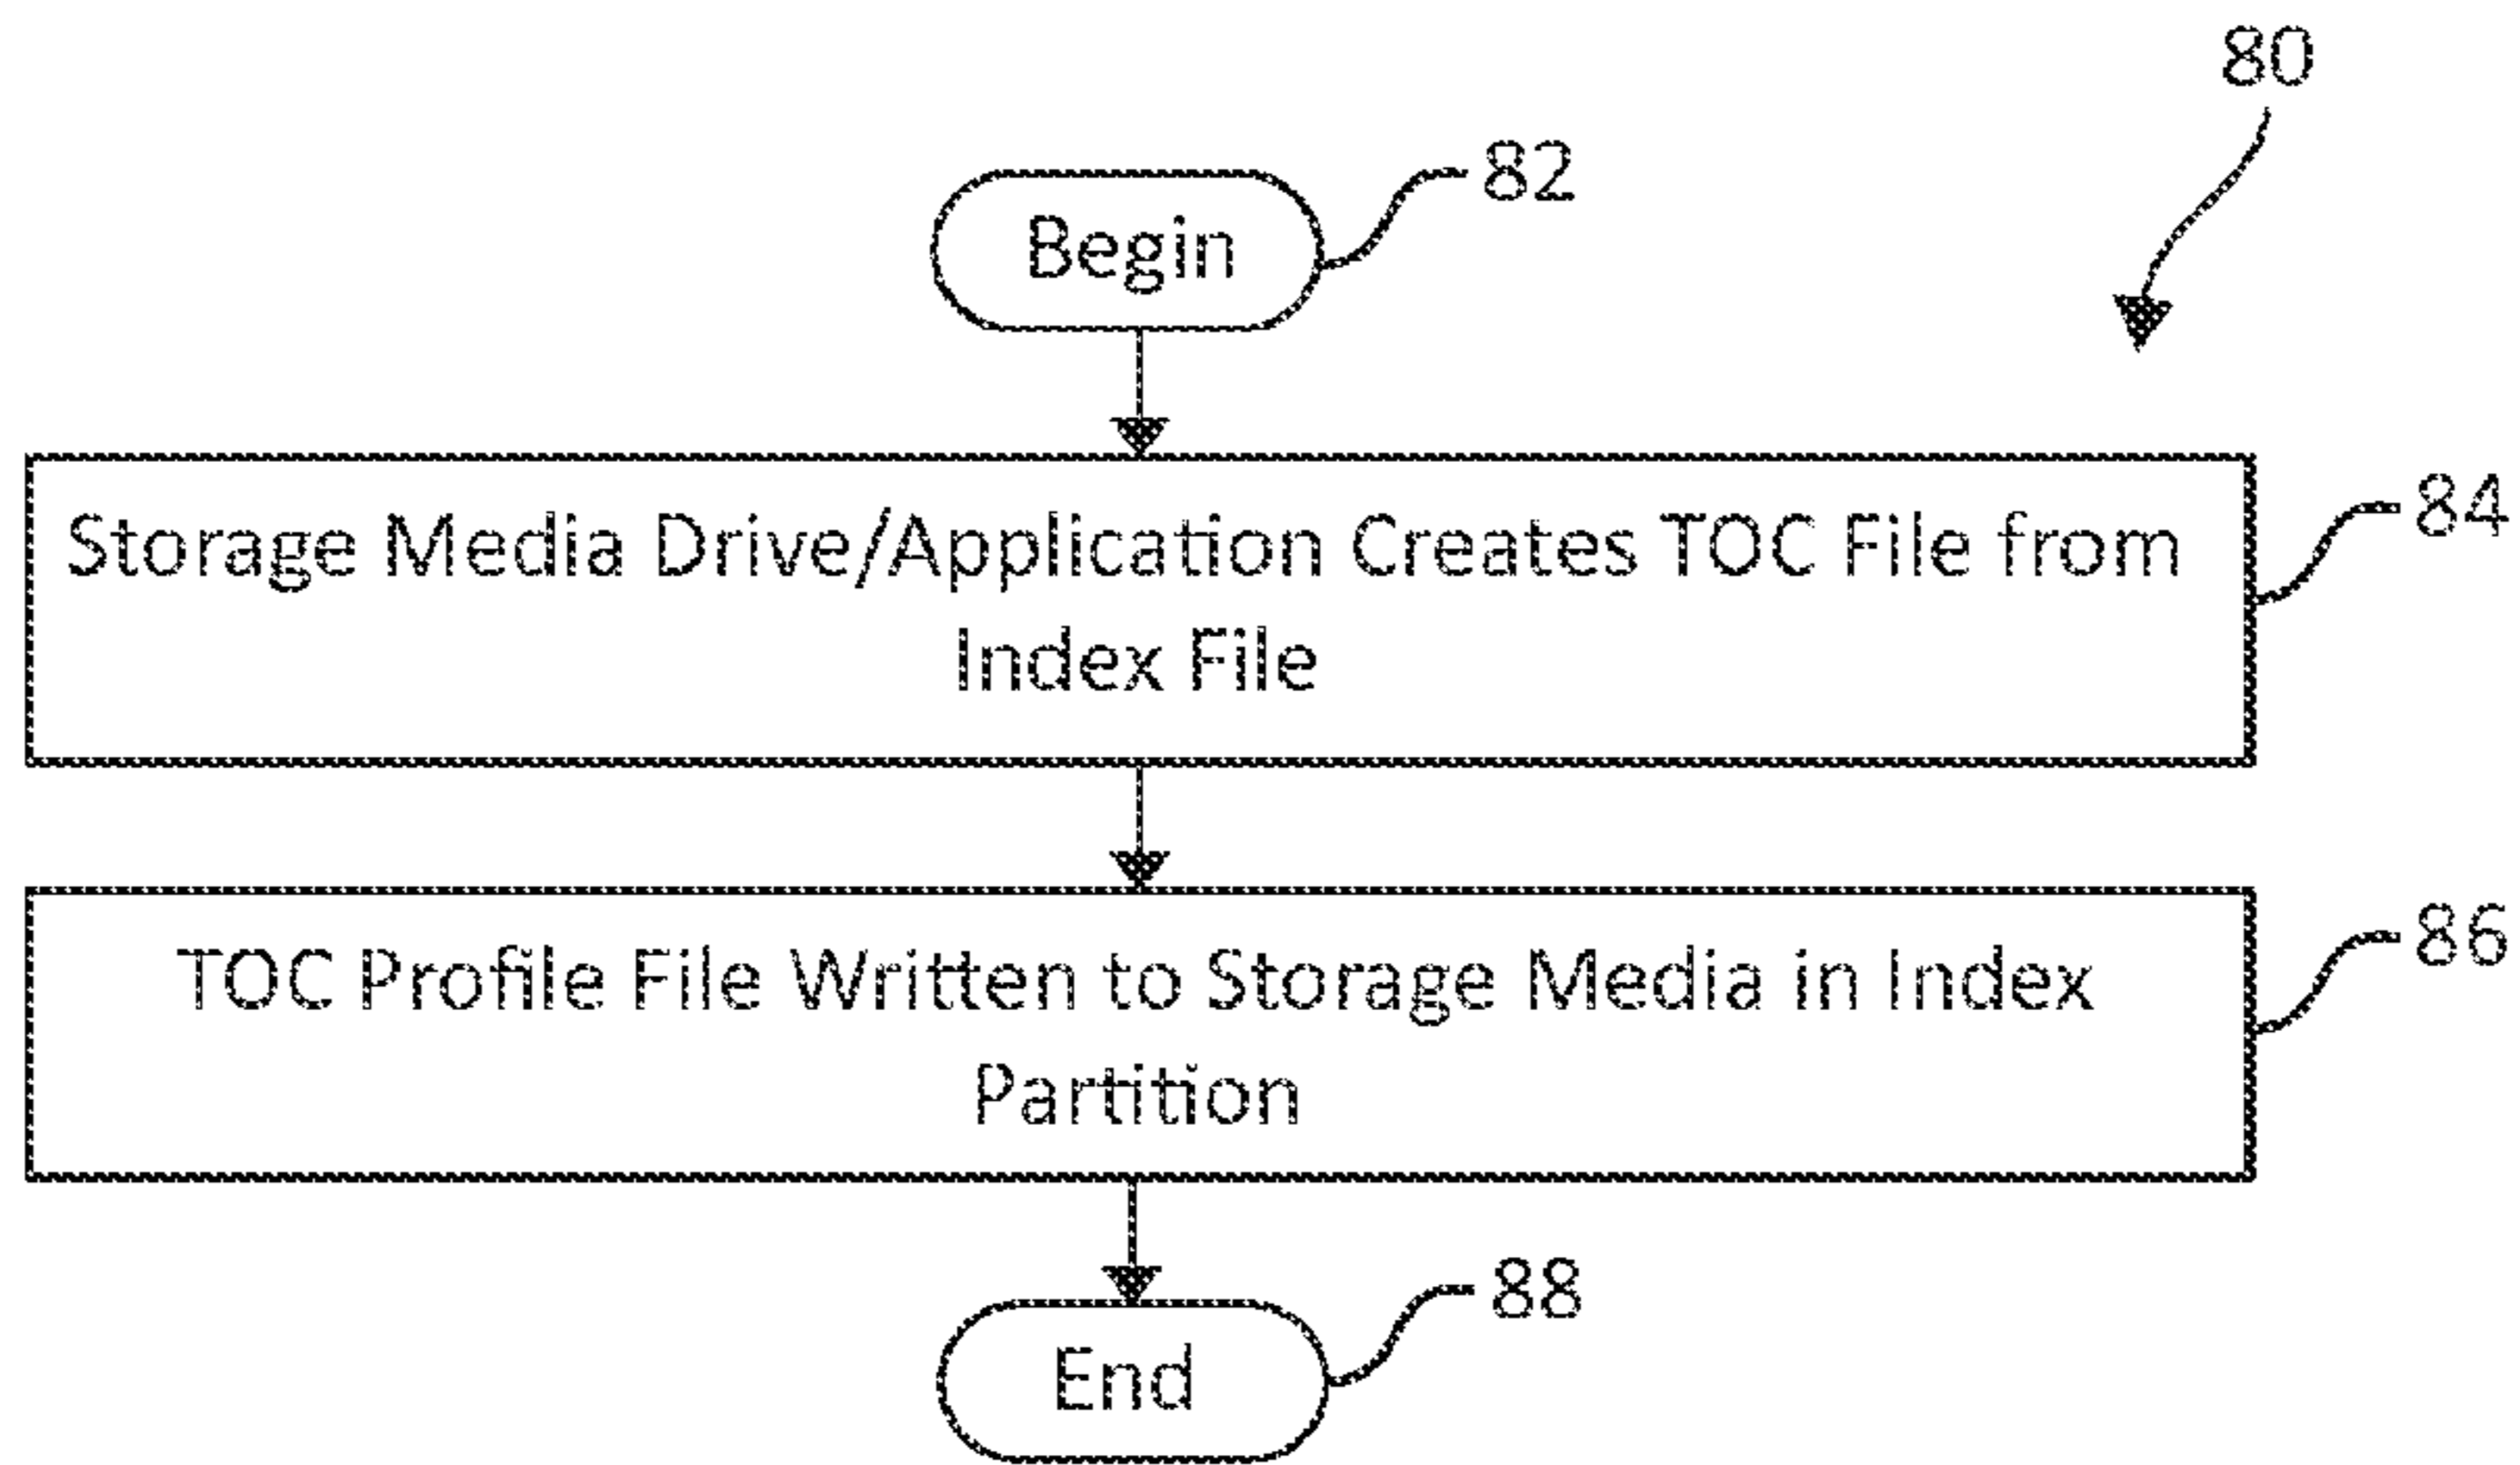 80
82
Begin
84
Storage Media Drive/Application Creates TOC File from
Index File
86
TOC Profile File Written to Storage Media in Index
Partition
88
End